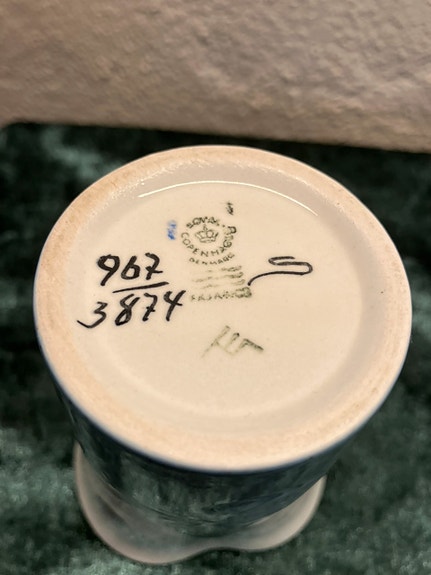 ROYAL
COPENHAGEN
DENMARK
FAJANCE
967
3874